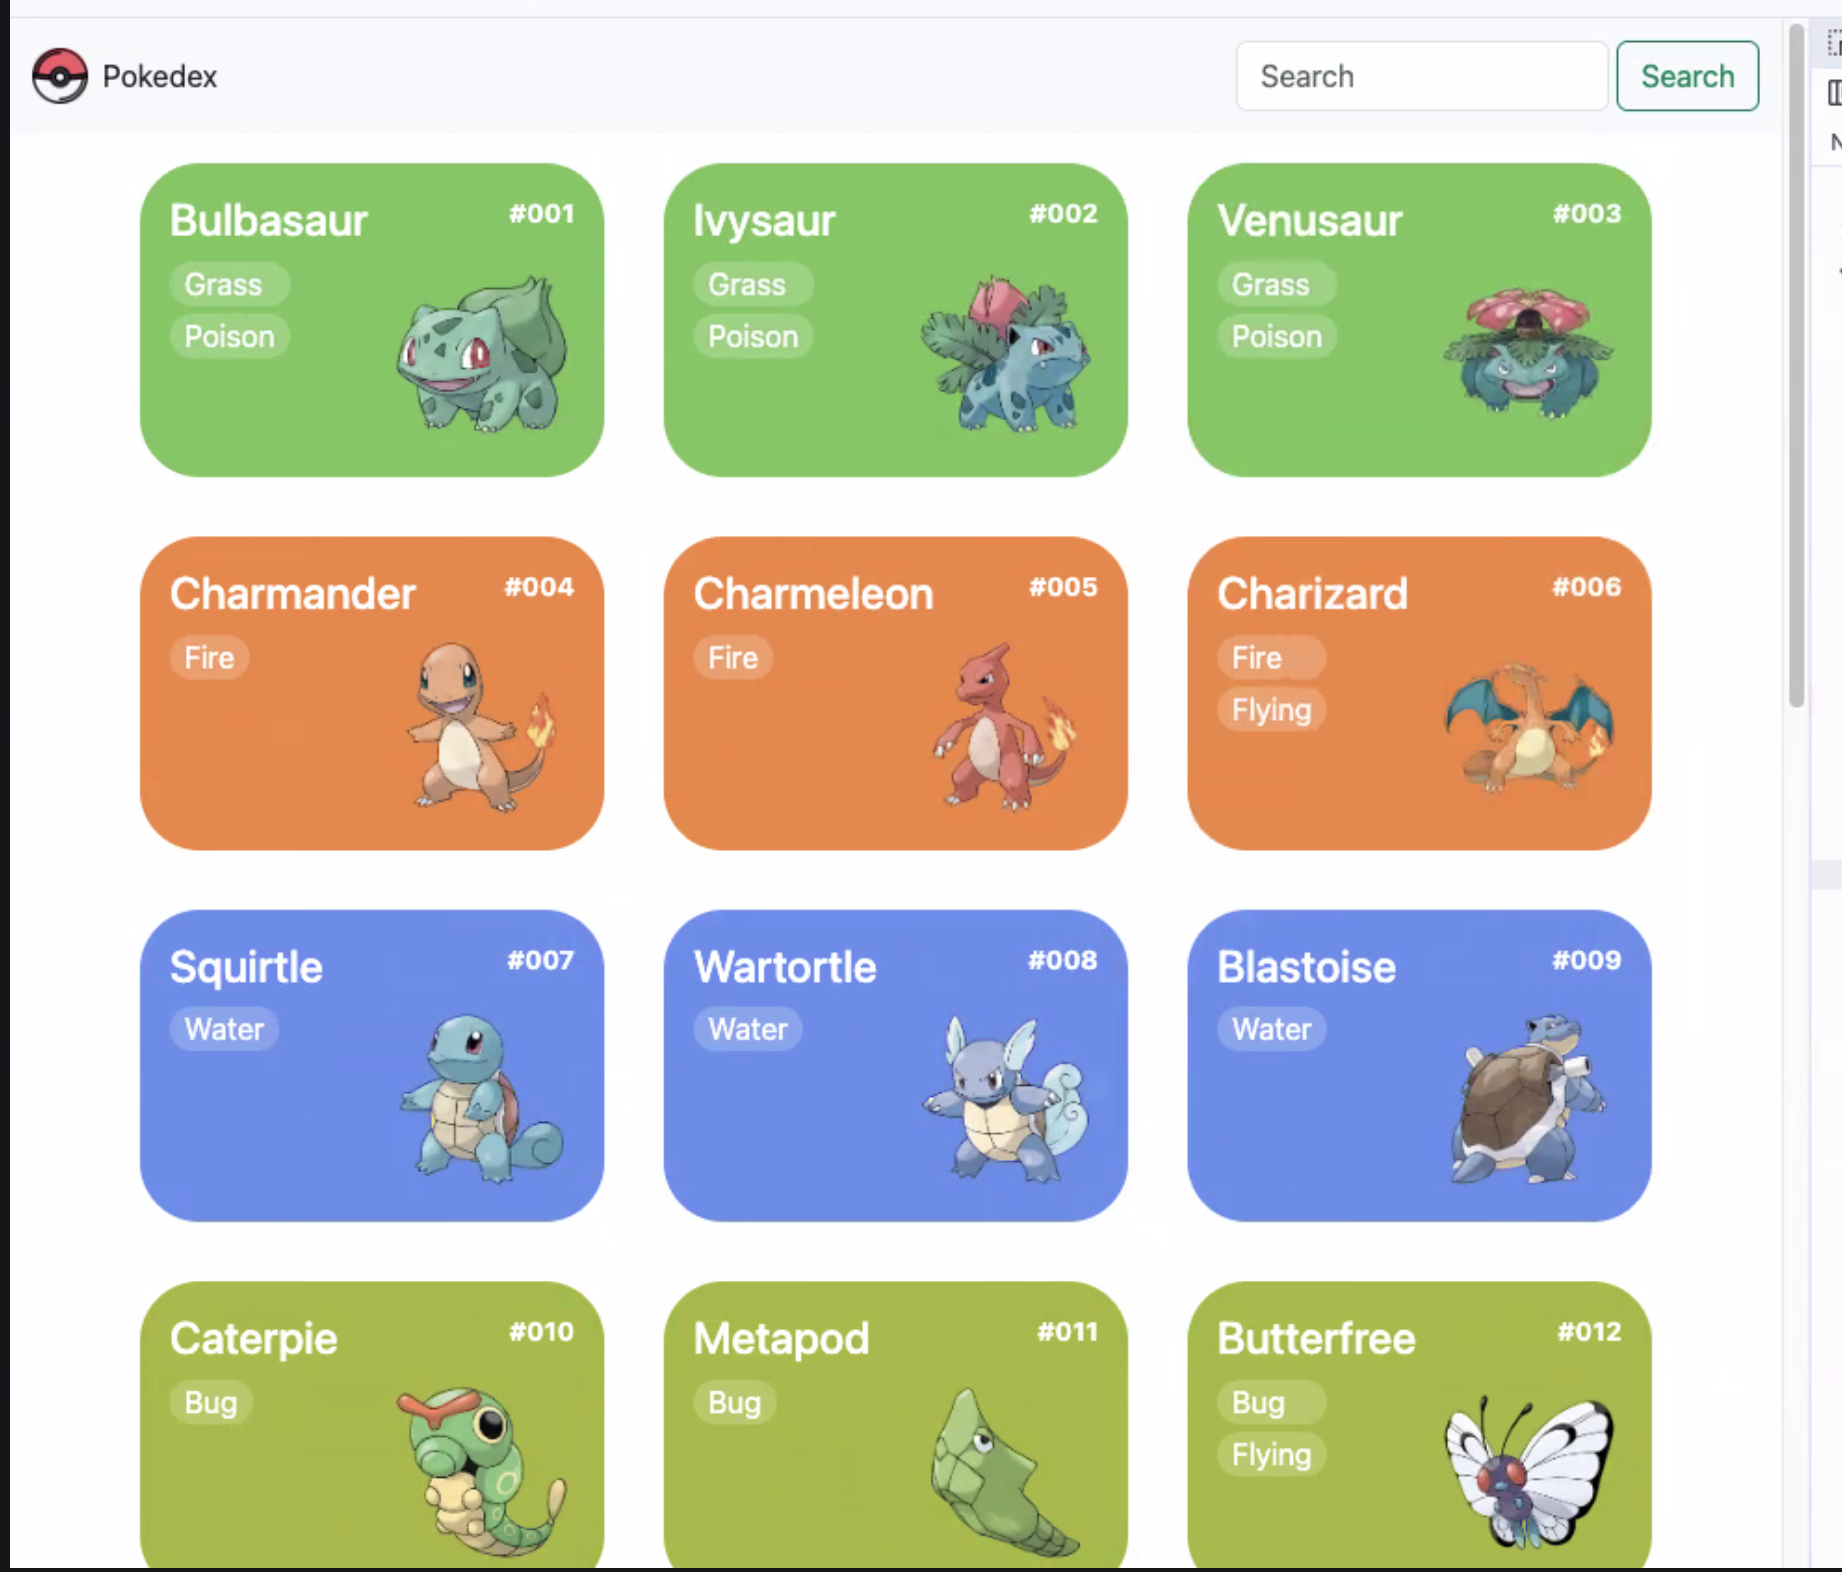 Pokedex
Search
Search
Bulbasaur #001
Grass
Poison
Ivysaur #002
Grass
Poison
Venusaur #003
Grass
Poison
Charmander #004
Fire
Charmeleon #005
Fire
Charizard #006
Fire
Flying
Squirtle #007
Water
Wartortle #008
Water
Blastoise #009
Water
Caterpie #010
Bug
Metapod #011
Bug
Butterfree #012
Bug
Flying